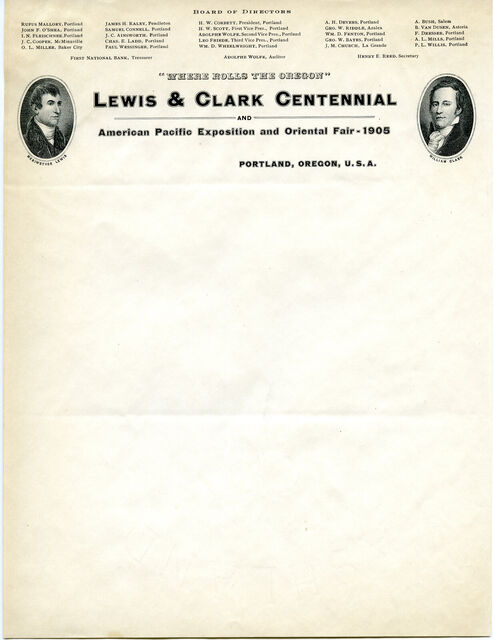 BOARD OF DIRECTORS
RUFUS MALLORY, Portland
JOHN F. O'SHEA, Portland
I. N. FLEISCHNER, Portland
J. C. COOPER, McMinnville
O. L. MILLER, Baker City
JAMES H. RALEY, Pendleton
SAMUEL CONNELL, Portland
J. C. AINSWORTH, Portland
CHAS. E. LADD, Portland
PAUL WESSINGER, Portland
H. W. CORBETT, President, Portland
H. W. SCOTT, First Vice Pres., Portland
ADOLPHE WOLFE, Second Vice Pres., Portland
LEO FRIEDE, Third Vice Pres., Portland
WM. D. WHEELWRIGHT, Portland
A. H. DEVERS, Portland
GEO. W. RIDDLE, Azalea
WM. D. FENTON, Portland
GEO. W. BATES, Portland
J. M. CHURCH, La Grande
A. BUSH, Salem
B. VAN DUSEN, Astoria
F. DRESSER, Portland
A. L. MILLS, Portland
P. L. WILLIS, Portland
FIRST NATIONAL BANK, Treasurer
ADOLPHE WOLFE, Auditor
HENRY E. REED, Secretary
"WHERE ROLLS THE OREGON"
LEWIS & CLARK CENTENNIAL
AND
American Pacific Exposition and Oriental Fair - 1905
PORTLAND, OREGON, U.S.A.
MERIWETHER LEWIS
WILLIAM CLARK